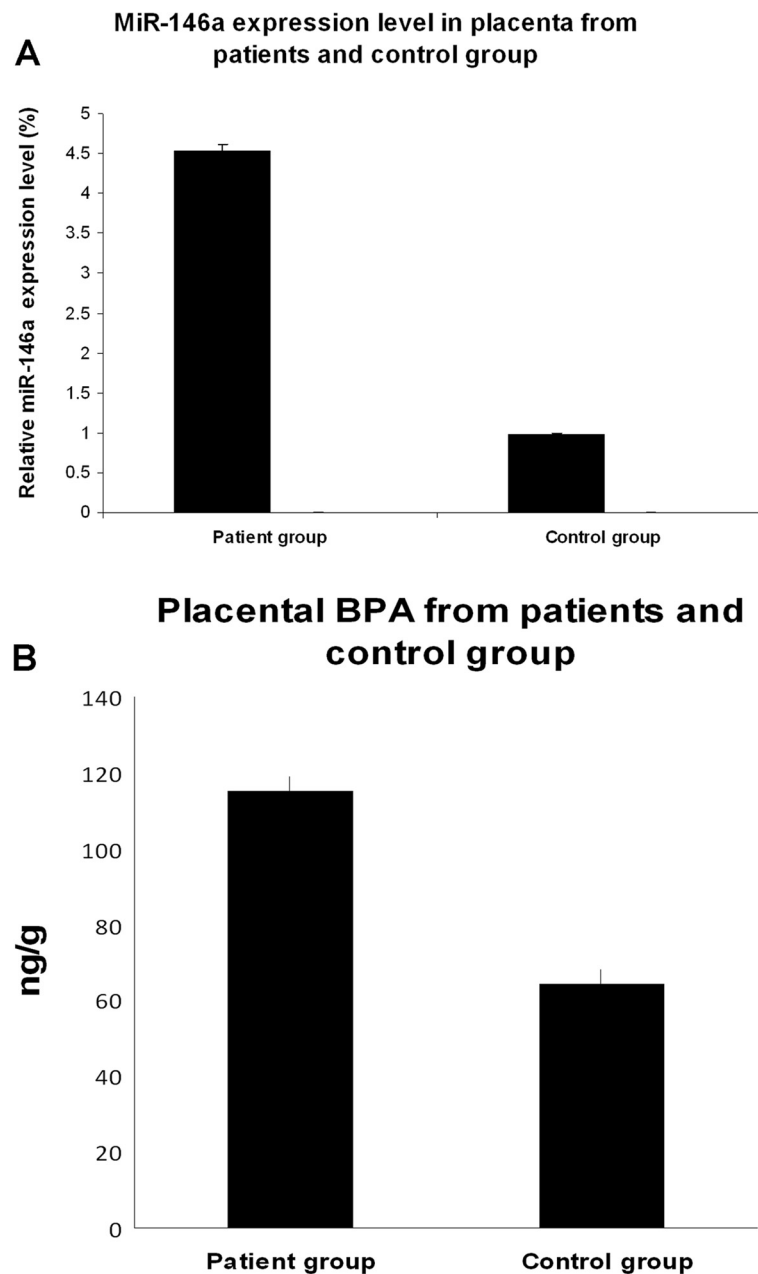 A
MiR-146a expression level in placenta from
patients and control group
Relative miR-146a expression level (%)
5
4.5
4
3.5
3
2.5
2
1.5
1
0.5
0
Patient group
Control group
B
Placental BPA from patients and
control group
ng/g
140
120
100
80
60
40
20
0
Patient group
Control group